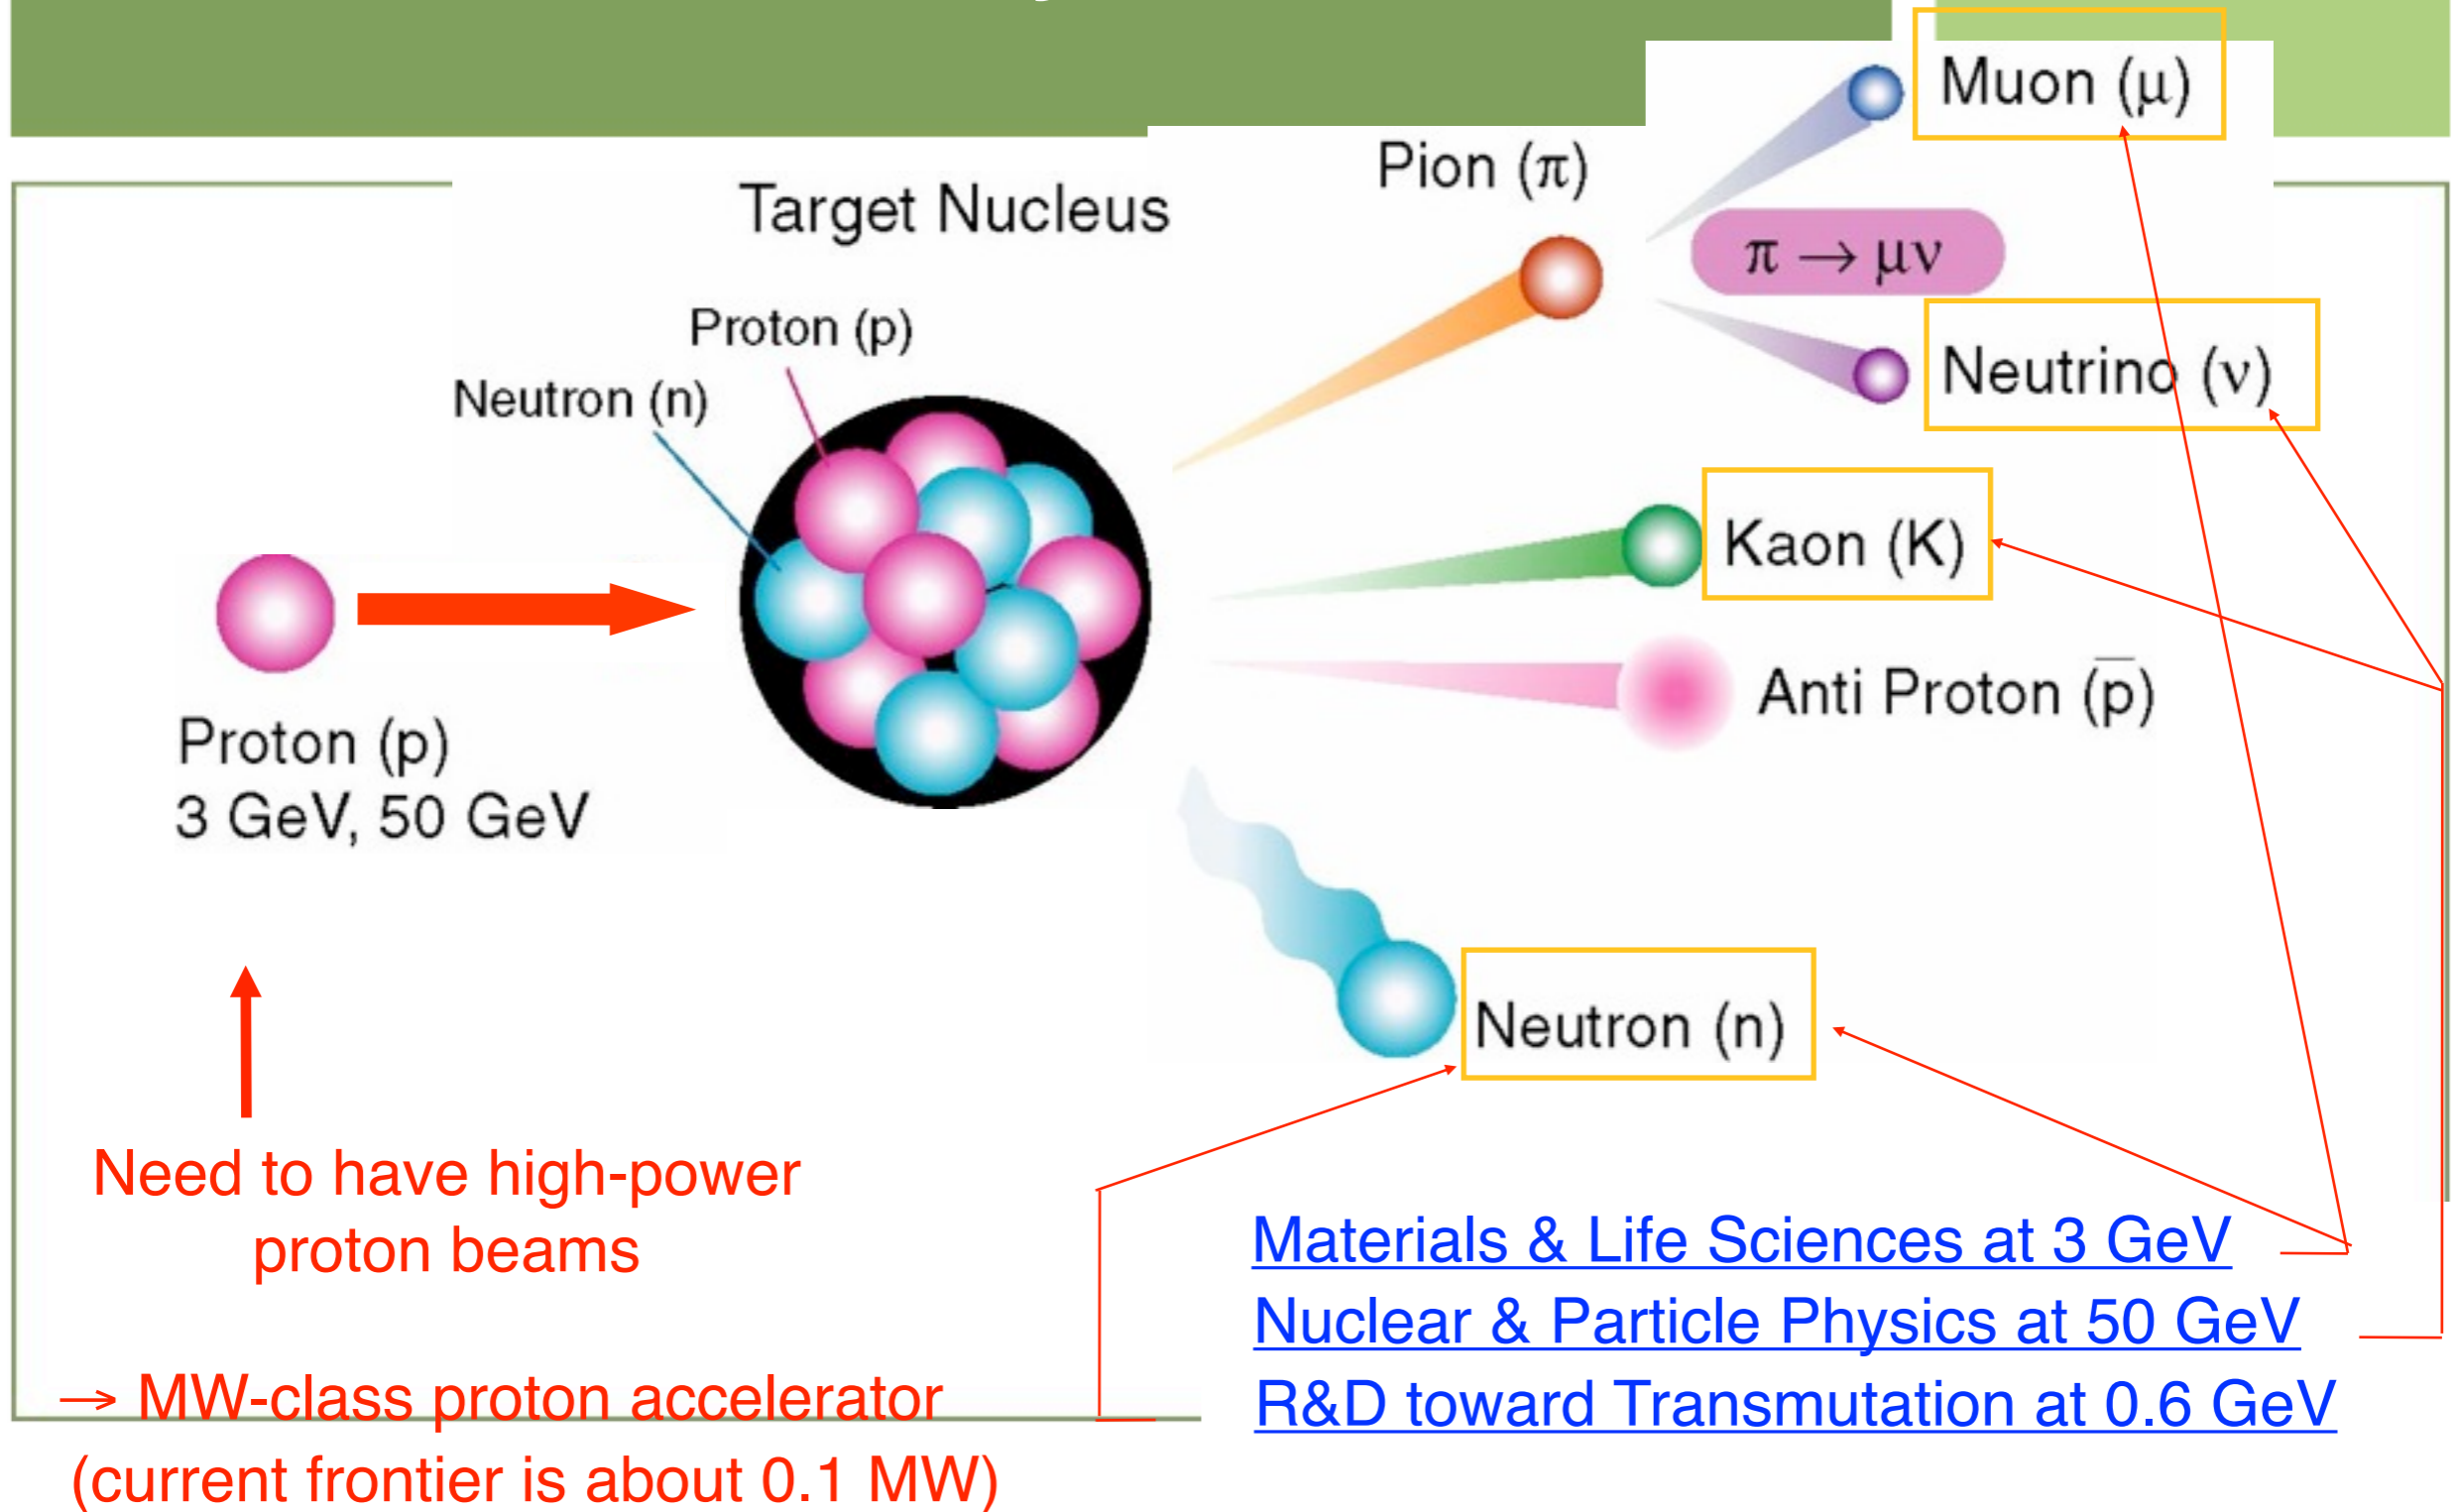 Muon (μ)
Pion (π)
Target Nucleus
π → μν
Proton (p)
Neutrino (ν)
Neutron (n)
Kaon (K)
Anti Proton (p̅)
Proton (p)
3 GeV, 50 GeV
Neutron (n)
Need to have high-power
proton beams
→ MW-class proton accelerator
(current frontier is about 0.1 MW)
Materials & Life Sciences at 3 GeV
Nuclear & Particle Physics at 50 GeV
R&D toward Transmutation at 0.6 GeV